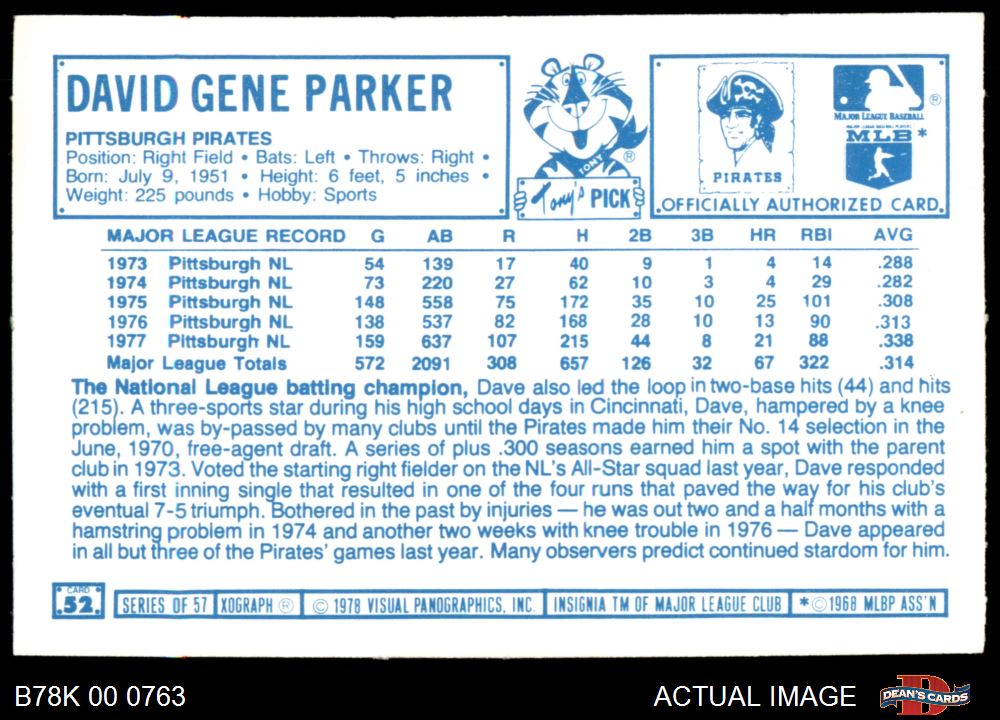 DAVID GENE PARKER
PITTSBURGH PIRATES
Position: Right Field • Bats: Left • Throws: Right •
Born: July 9, 1951 • Height: 6 feet, 5 inches •
Weight: 225 pounds • Hobby: Sports
TONY
®
Tony's PICK
PIRATES
®
MAJOR LEAGUE BASEBALL
MLB *
OFFICIALLY AUTHORIZED CARD
MAJOR LEAGUE RECORD G AB R H 2B 3B HR RBI AVG
1973 Pittsburgh NL 54 139 17 40 9 1 4 14 .288
1974 Pittsburgh NL 73 220 27 62 10 3 4 29 .282
1975 Pittsburgh NL 148 558 75 172 35 10 25 101 .308
1976 Pittsburgh NL 138 537 82 168 28 10 13 90 .313
1977 Pittsburgh NL 159 637 107 215 44 8 21 88 .338
Major League Totals 572 2091 308 657 126 32 67 322 .314
The National League batting champion, Dave also led the loop in two-base hits (44) and hits
(215). A three-sports star during his high school days in Cincinnati, Dave, hampered by a knee
problem, was by-passed by many clubs until the Pirates made him their No. 14 selection in the
June, 1970, free-agent draft. A series of plus .300 seasons earned him a spot with the parent
club in 1973. Voted the starting right fielder on the NL's All-Star squad last year, Dave responded
with a first inning single that resulted in one of the four runs that paved the way for his club's
eventual 7-5 triumph. Bothered in the past by injuries — he was out two and a half months with a
hamstring problem in 1974 and another two weeks with knee trouble in 1976 — Dave appeared
in all but three of the Pirates' games last year. Many observers predict continued stardom for him.
CARD
52
SERIES OF 57 XOGRAPH ® © 1978 VISUAL PANOGRAPHICS, INC. INSIGNIA TM OF MAJOR LEAGUE CLUB *©1968 MLBP ASS'N
B78K 00 0763
ACTUAL IMAGE
DEAN'S CARDS